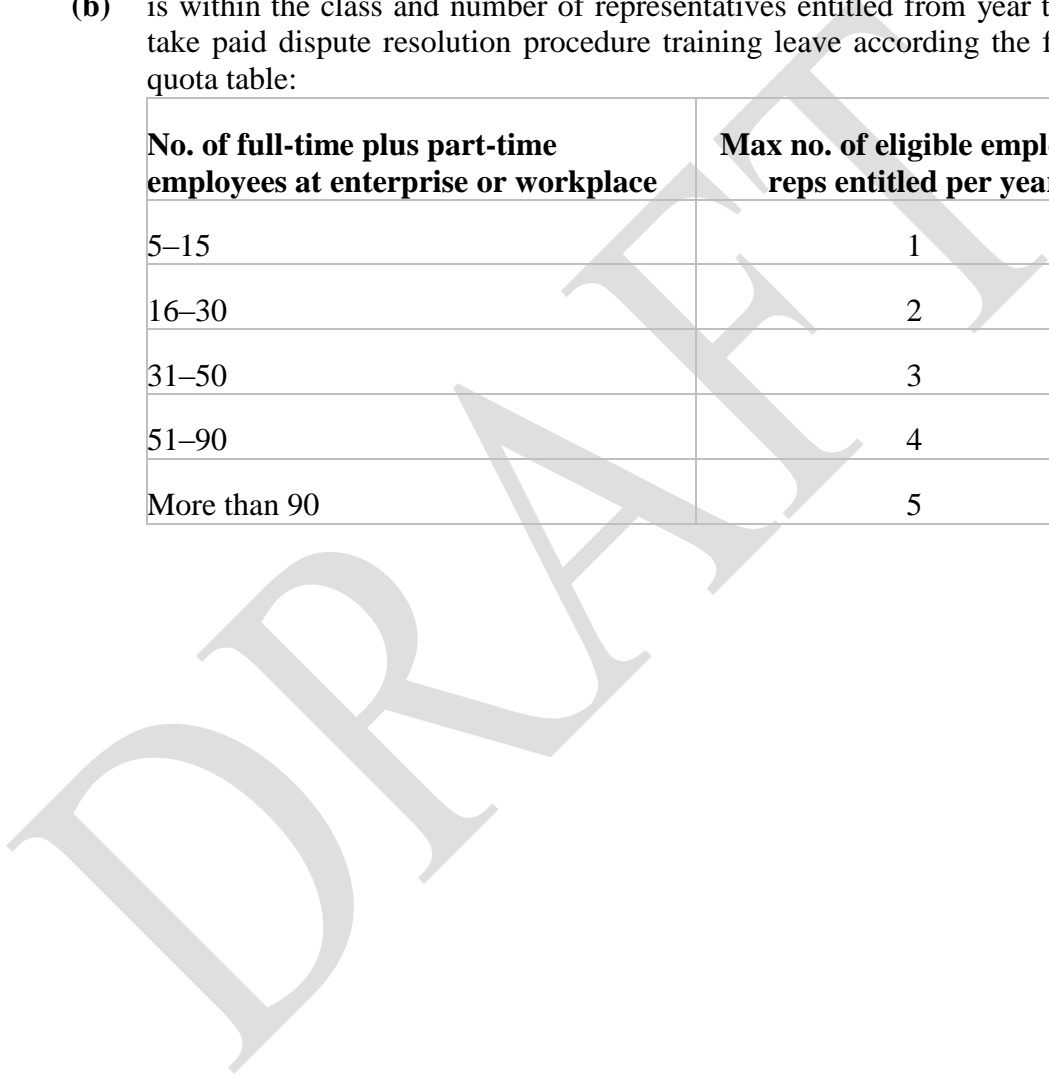 (b) is within the class and number of representatives entitled from year t
take paid dispute resolution procedure training leave according the f
quota table:
No. of full-time plus part-time Max no. of eligible empl
employees at enterprise or workplace reps entitled per year
5–15 1
16–30 2
31–50 3
51–90 4
More than 90 5
DRAFT